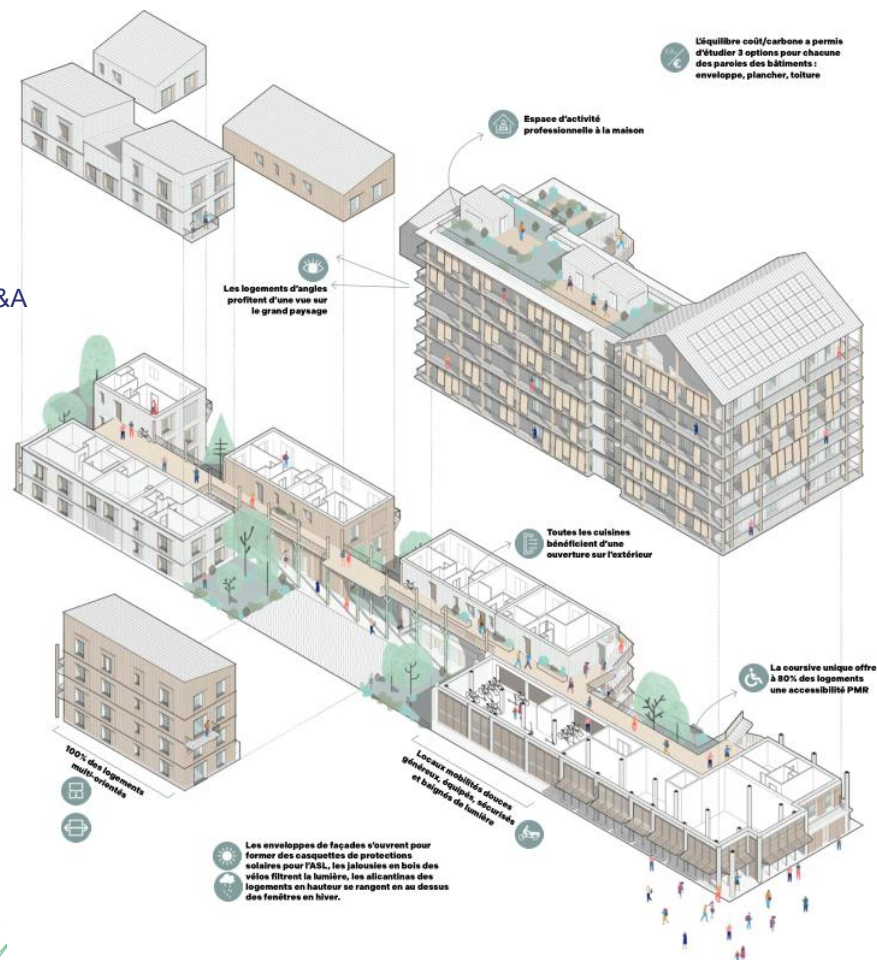 L'équilibre coût/carbone a permis
d'étudier 3 options pour chacune
des parois des bâtiments :
enveloppe, plancher, toiture
Espace d'activité
professionnelle à la maison
&A
Les logements d'angles
profitent d'une vue sur
le grand paysage
Toutes les cuisines
bénéficient d'une
ouverture sur l'extérieur
La coursive unique offre
à 80% des logements
une accessibilité PMR
100% des logements
multi-orientés
Locaux mobilités douces
généreux, équipés, sécurisés
et baignés de lumière
Les enveloppes de façades s'ouvrent pour
former des casquettes de protections
solaires pour l'ASL, les jalousies en bois des
vélos filtrent la lumière, les alicantinas des
logements en hauteur se rangent en au dessus
des fenêtres en hiver.